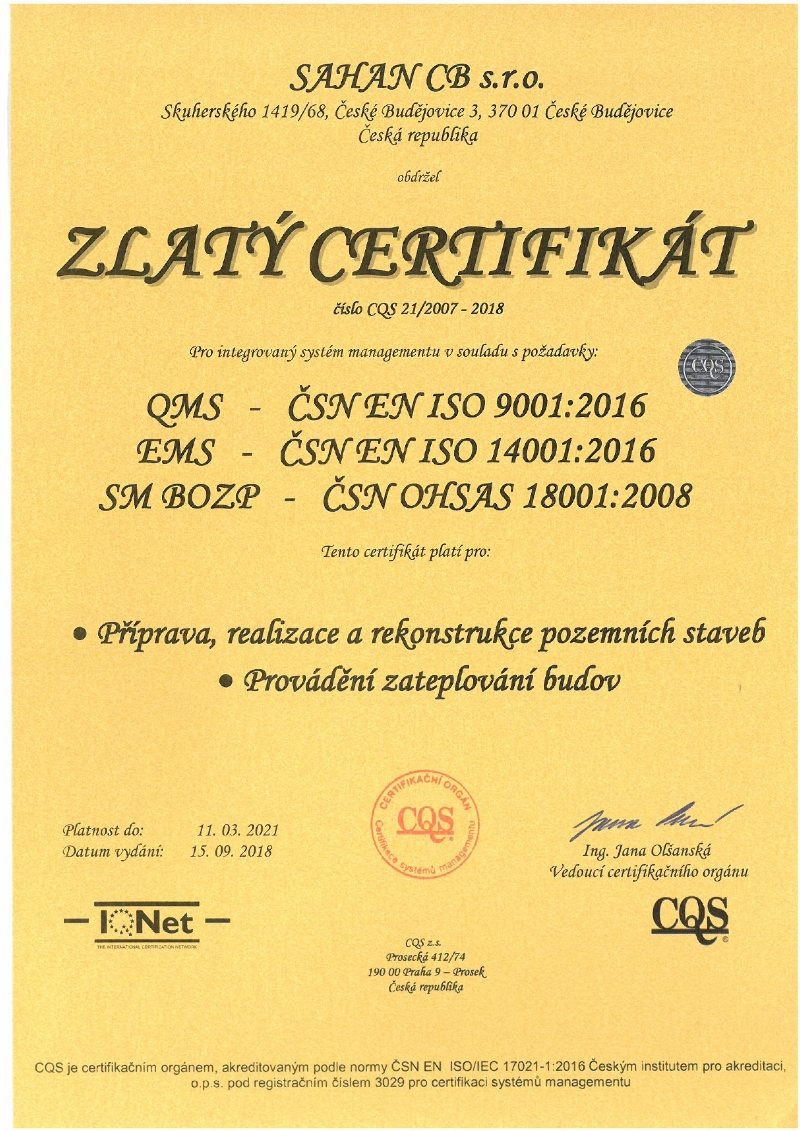 SAHAN CB s.r.o.
Skuherského 1419/68, České Budějovice 3, 370 01 České Budějovice
Česká republika
obdržel
ZLATÝ CERTIFIKÁT
číslo CQS 21/2007 - 2018
Pro integrovaný systém managementu v souladu s požadavky:
CQS
QMS - ČSN EN ISO 9001:2016
EMS - ČSN EN ISO 14001:2016
SM BOZP - ČSN OHSAS 18001:2008
Tento certifikát platí pro:
• Příprava, realizace a rekonstrukce pozemních staveb
• Provádění zateplování budov
CERTIFIKAČNÍ ORGÁN
CQS
Certifikace systémů managementu
Platnost do: 11. 03. 2021
Datum vydání: 15. 09. 2018
Ing. Jana Olšanská
Vedoucí certifikačního orgánu
IQNet
THE INTERNATIONAL CERTIFICATION NETWORK
CQS®
CQS z.s.
Prosecká 412/74
190 00 Praha 9 – Prosek
Česká republika
CQS je certifikačním orgánem, akreditovaným podle normy ČSN EN ISO/IEC 17021-1:2016 Českým institutem pro akreditaci,
o.p.s. pod registračním číslem 3029 pro certifikaci systémů managementu